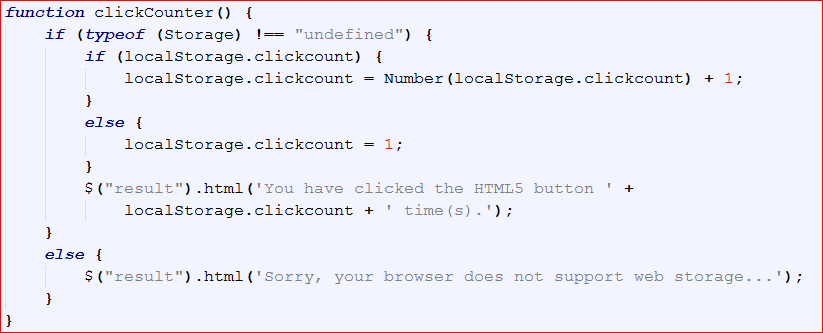 function clickCounter() {
    if (typeof (Storage) !== "undefined") {
        if (localStorage.clickcount) {
            localStorage.clickcount = Number(localStorage.clickcount) + 1;
        }
        else {
            localStorage.clickcount = 1;
        }
        $("result").html('You have clicked the HTML5 button ' +
            localStorage.clickcount + ' time(s).');
    }
    else {
        $("result").html('Sorry, your browser does not support web storage...');
    }
}